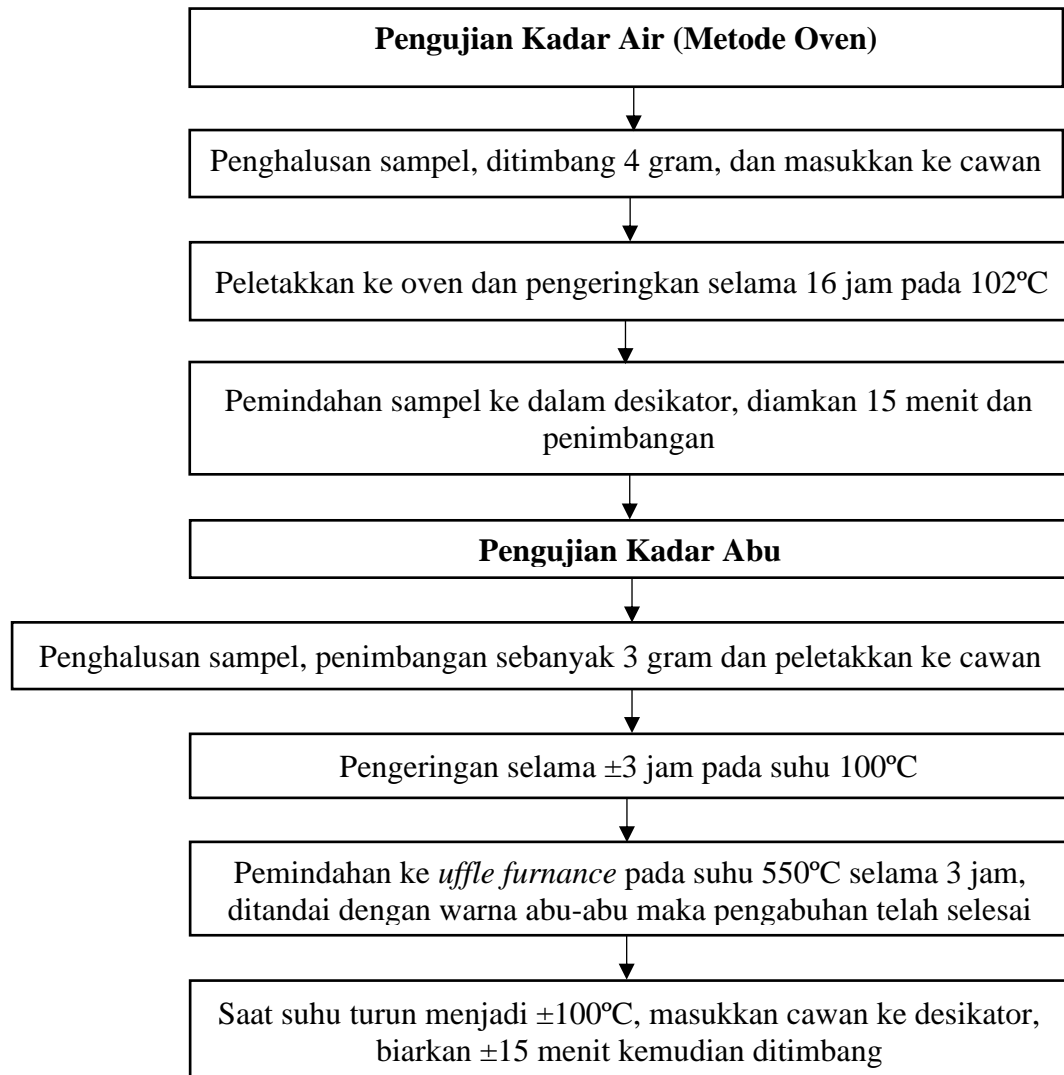 Pengujian Kadar Air (Metode Oven)
Penghalusan sampel, ditimbang 4 gram, dan masukkan ke cawan
Peletakkan ke oven dan pengeringkan selama 16 jam pada 102ºC
Pemindahan sampel ke dalam desikator, diamkan 15 menit dan
penimbangan
Pengujian Kadar Abu
Penghalusan sampel, penimbangan sebanyak 3 gram dan peletakkan ke cawan
Pengeringan selama ±3 jam pada suhu 100ºC
Pemindahan ke uffle furnance pada suhu 550ºC selama 3 jam,
ditandai dengan warna abu-abu maka pengabuhan telah selesai
Saat suhu turun menjadi ±100ºC, masukkan cawan ke desikator,
biarkan ±15 menit kemudian ditimbang